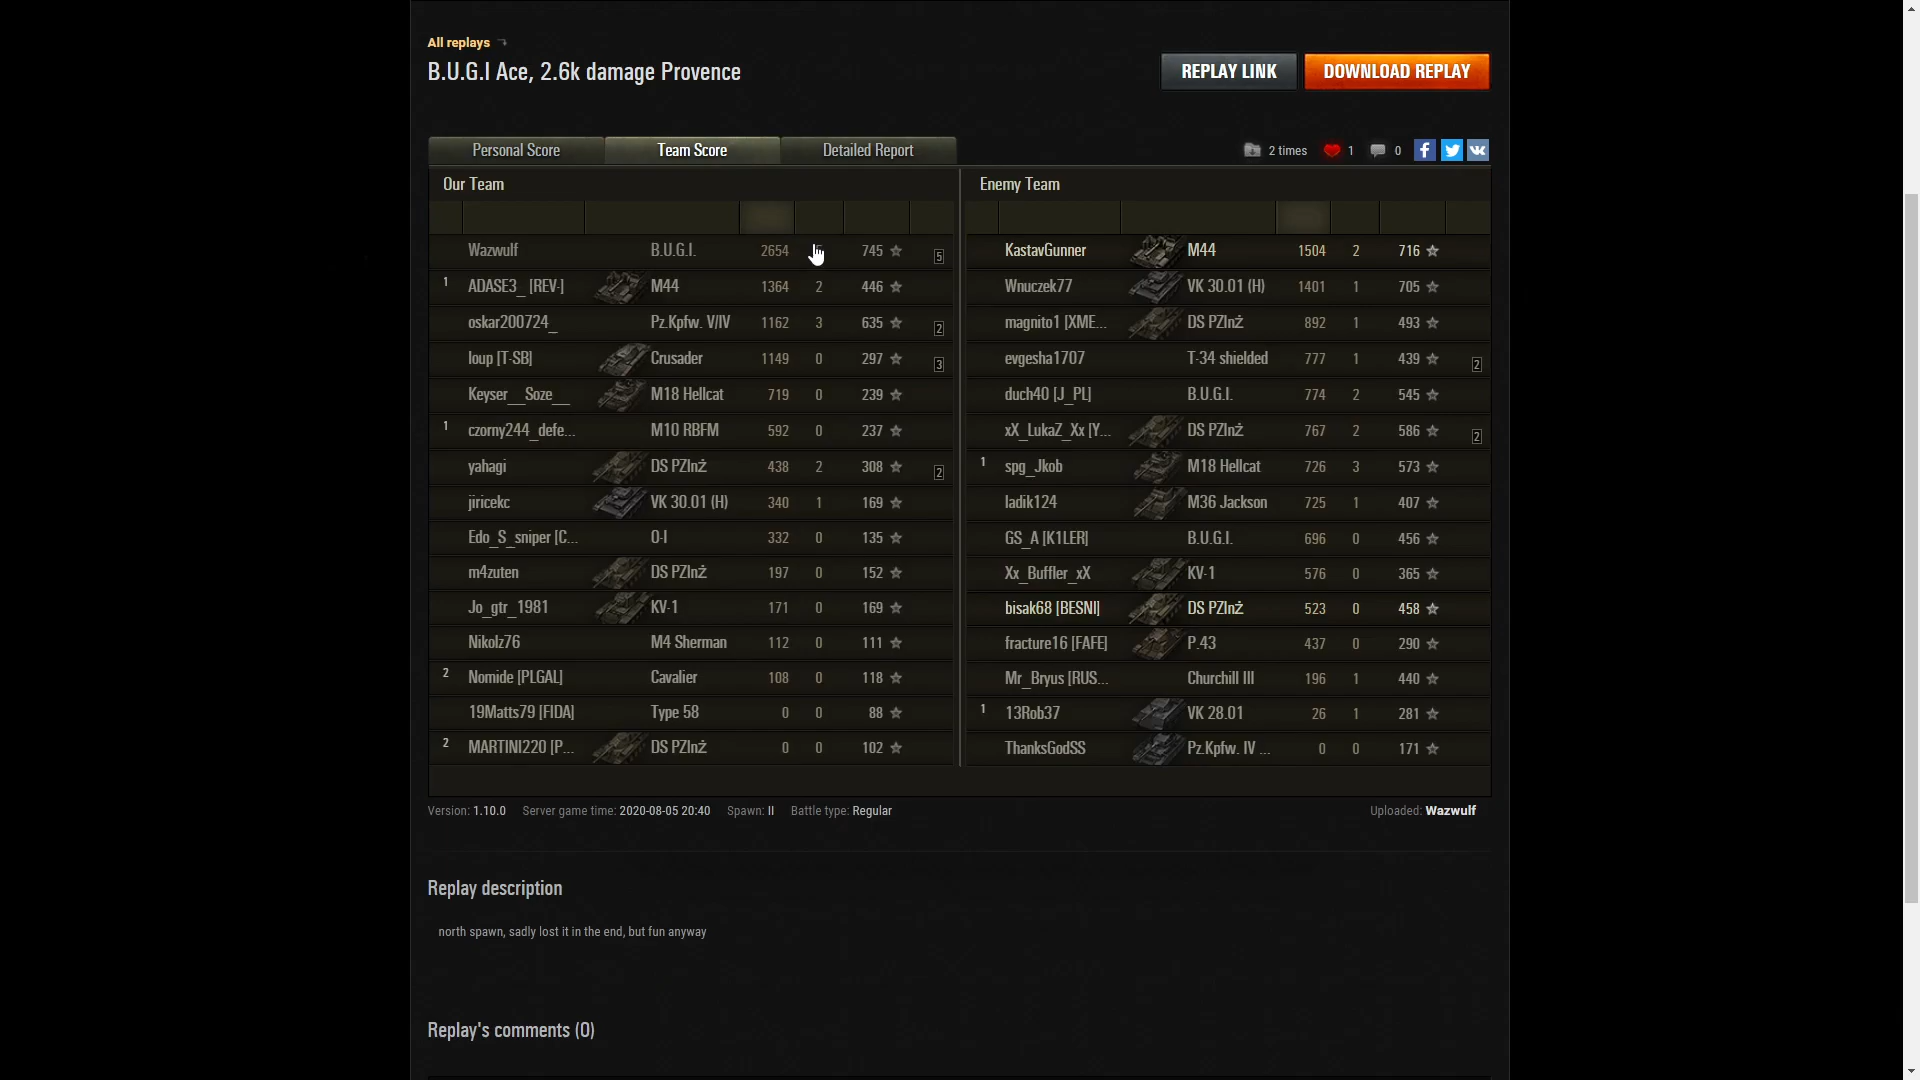 All replays
B.U.G.I Ace, 2.6k damage Provence
REPLAY LINK
DOWNLOAD REPLAY
Personal Score
Team Score
Detailed Report
2 times
1
0
Our Team
Enemy Team
Wazwulf B.U.G.I. 2654 745 5
1 ADASE3_ [REV-] M44 1364 2 446
oskar200724_ Pz.Kpfw. V/IV 1162 3 635 2
loup [T-SB] Crusader 1149 0 297 3
Keyser__Soze__ M18 Hellcat 719 0 239
1 czorny244_defe... M10 RBFM 592 0 237
yahagi DS PZInż 438 2 308 2
jiricekc VK 30.01 (H) 340 1 169
Edo_S_sniper [C... O-I 332 0 135
m4zuten DS PZInż 197 0 152
Jo_gtr_1981 KV-1 171 0 169
Nikolz76 M4 Sherman 112 0 111
2 Nomide [PLGAL] Cavalier 108 0 118
19Matts79 [FIDA] Type 58 0 0 88
2 MARTINI220 [P... DS PZInż 0 0 102
KastavGunner M44 1504 2 716
Wnuczek77 VK 30.01 (H) 1401 1 705
magnito1 [XME... DS PZInż 892 1 493
evgesha1707 T-34 shielded 777 1 439 2
duch40 [J_PL] B.U.G.I. 774 2 545
xX_LukaZ_Xx [Y... DS PZInż 767 2 586 2
1 spg_Jkob M18 Hellcat 726 3 573
ladik124 M36 Jackson 725 1 407
GS_A [K1LER] B.U.G.I. 696 0 456
Xx_Buffler_xX KV-1 576 0 365
bisak68 [BESNI] DS PZInż 523 0 458
fracture16 [FAFE] P.43 437 0 290
Mr_Bryus [RUS... Churchill III 196 1 440
1 13Rob37 VK 28.01 26 1 281
ThanksGodSS Pz.Kpfw. IV ... 0 0 171
Version: 1.10.0 Server game time: 2020-08-05 20:40 Spawn: II Battle type: Regular
Uploaded: Wazwulf
Replay description
north spawn, sadly lost it in the end, but fun anyway
Replay's comments (0)